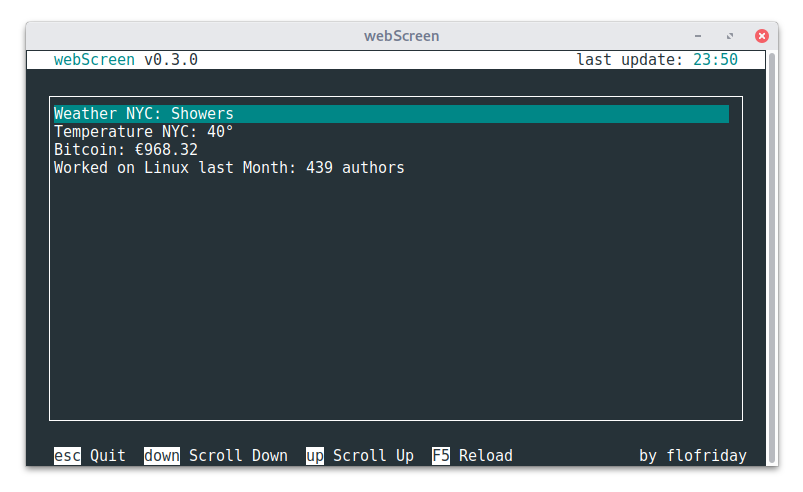 webScreen
webScreen v0.3.0 last update: 23:50
Weather NYC: Showers
Temperature NYC: 40°
Bitcoin: €968.32
Worked on Linux last Month: 439 authors
esc Quit down Scroll Down up Scroll Up F5 Reload by flofriday